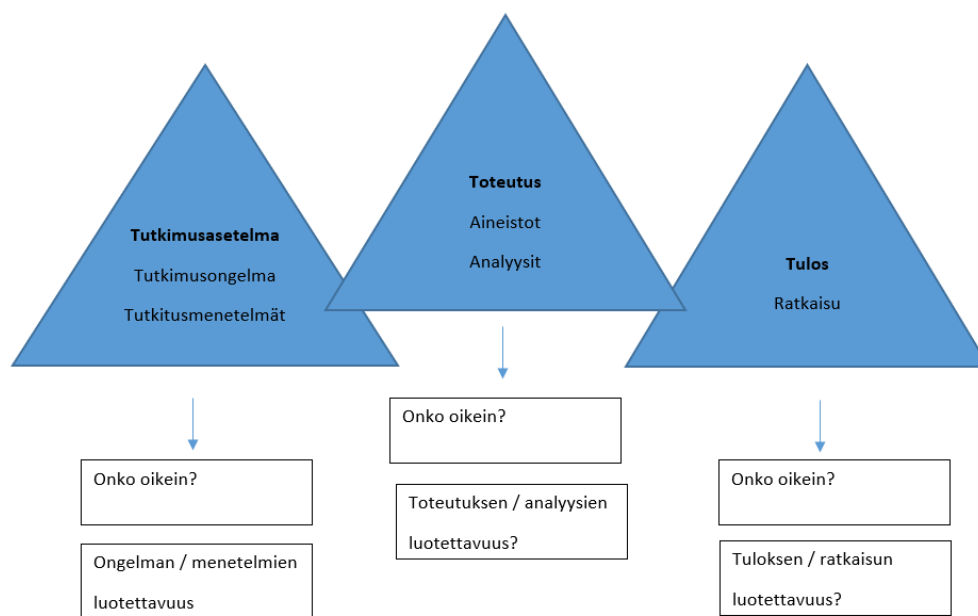 Tutkimusasetelma
Tutkimusongelma
Tutkitusmenetelmät
Onko oikein?
Ongelman / menetelmien
luotettavuus
Toteutus
Aineistot
Analyysit
Onko oikein?
Toteutuksen / analyysien
luotettavuus?
Tulos
Ratkaisu
Onko oikein?
Tuloksen / ratkaisun
luotettavuus?